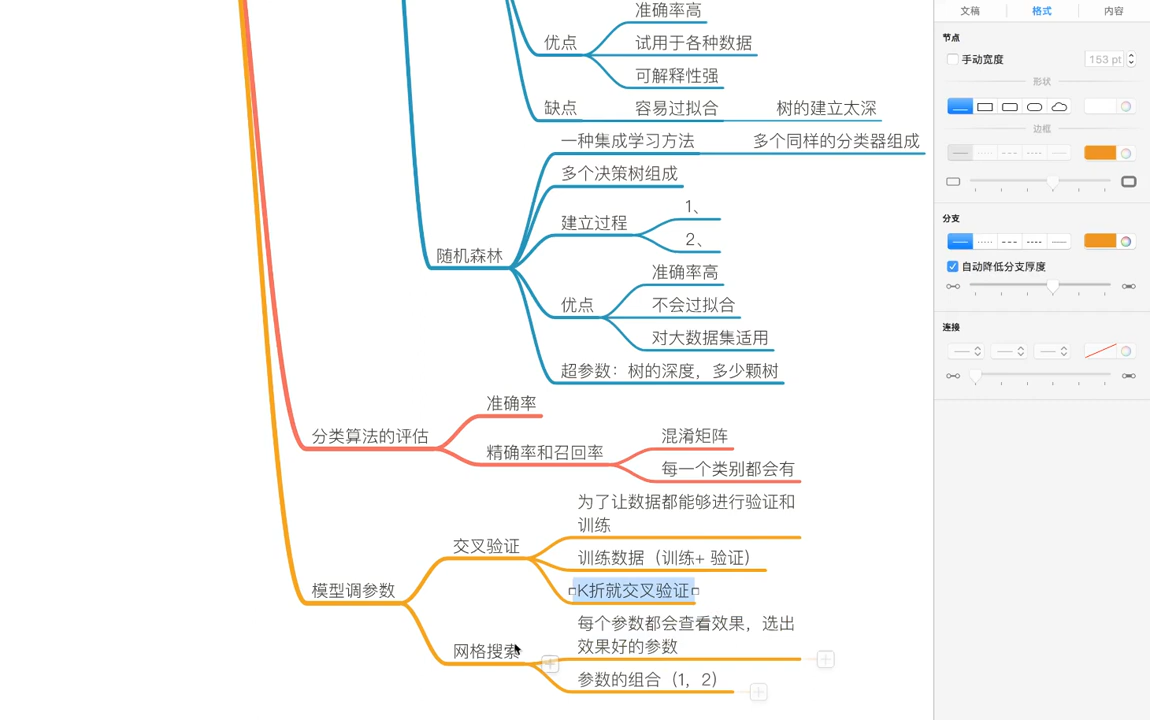 准确率高
优点
试用于各种数据
可解释性强
缺点
容易过拟合
树的建立太深
一种集成学习方法
多个同样的分类器组成
多个决策树组成
建立过程
1、
2、
随机森林
优点
准确率高
不会过拟合
对大数据集适用
超参数：树的深度，多少颗树
分类算法的评估
准确率
精确率和召回率
混淆矩阵
每一个类别都会有
模型调参数
交叉验证
为了让数据都能够进行验证和
训练
训练数据（训练+ 验证）
K折就交叉验证
网格搜索
每个参数都会查看效果，选出
效果好的参数
参数的组合（1，2）
文稿 格式 内容
节点
手动宽度 153 pt
形状
边框
分支
自动降低分支厚度
连接